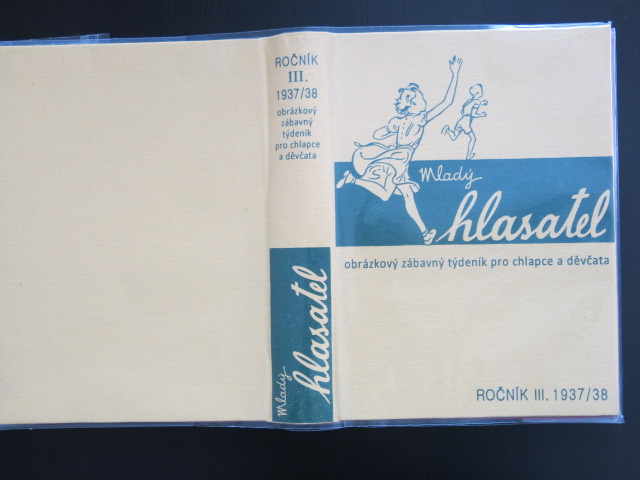 ROČNÍK
III.
1937/38
obrázkový
zábavný
týdeník
pro chlapce
a děvčata
Mladý
hlasatel
Mladý
hlasatel
obrázkový zábavný týdeník pro chlapce a děvčata
ROČNÍK III. 1937/38